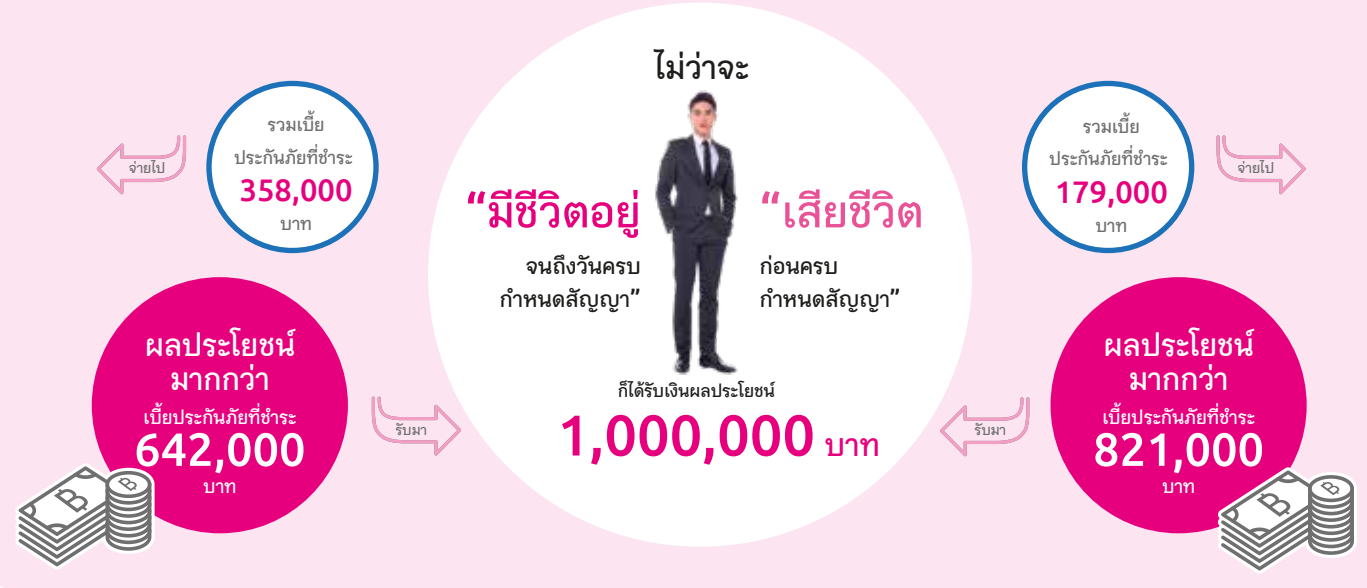 ไม่ว่าจะ
รวมเบี้ย
ประกันภัยที่ชำระ
358,000
บาท
จ่ายไป
ผลประโยชน์
มากกว่า
เบี้ยประกันภัยที่ชำระ
642,000
บาท
รับมา
“มีชีวิตอยู่
จนถึงวันครบ
กำหนดสัญญา”
“เสียชีวิต
ก่อนครบ
กำหนดสัญญา”
ก็ได้รับเงินผลประโยชน์
1,000,000 บาท
รวมเบี้ย
ประกันภัยที่ชำระ
179,000
บาท
จ่ายไป
ผลประโยชน์
มากกว่า
เบี้ยประกันภัยที่ชำระ
821,000
บาท
รับมา